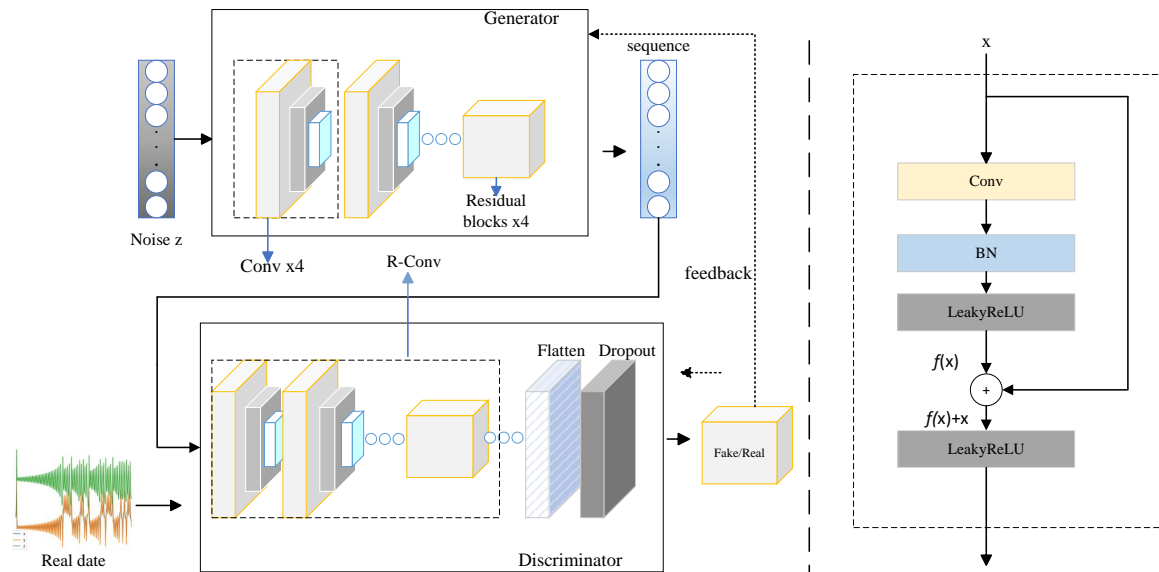 Generator
sequence
Noise z
Residual
blocks x4
Conv x4
R-Conv
feedback
Flatten
Dropout
Fake/Real
Real date
Discriminator
x
Conv
BN
LeakyReLU
f(x)
+
f(x)+x
LeakyReLU